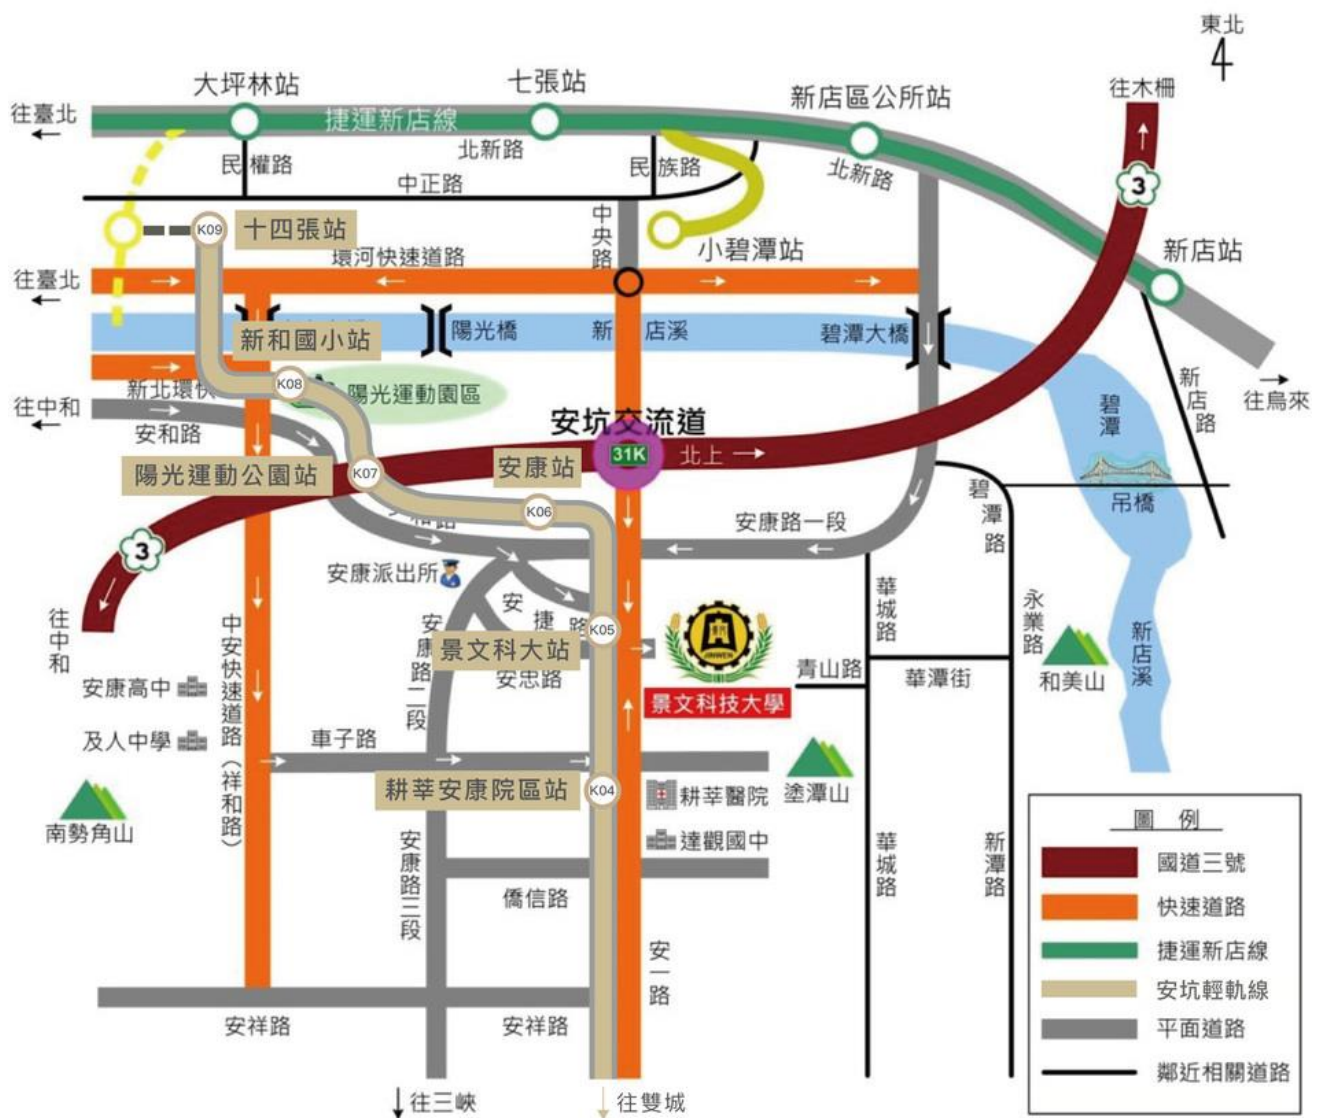 東北
往木柵
大坪林站
七張站
新店區公所站
往臺北
捷運新店線
北新路
北新路
民權路
民族路
中正路
3
K09
十四張站
中央路
小碧潭站
新店站
環河快速道路
往臺北
新和國小站
陽光橋
新店溪
碧潭大橋
K08
陽光運動園區
新北環快
往中和
安和路
安坑交流道
往烏來
新店路
碧潭
陽光運動公園站
K07
安康站
31K
北上
吊橋
碧潭路
K06
安康路一段
3
安康派出所
往中和
安捷路
華城路
永業路
新店溪
安康路二段
景文科大站
K05
JINWEN
安忠路
青山路
華潭街
和美山
中安快速道路(祥和路)
安康高中
景文科技大學
及人中學
車子路
耕莘安康院區站
K04
耕莘醫院
塗潭山
南勢角山
達觀國中
安康路三段
華城路
新潭路
僑信路
安一路
安祥路
安祥路
往三峽
往雙城
圖 例
國道三號
快速道路
捷運新店線
安坑輕軌線
平面道路
鄰近相關道路